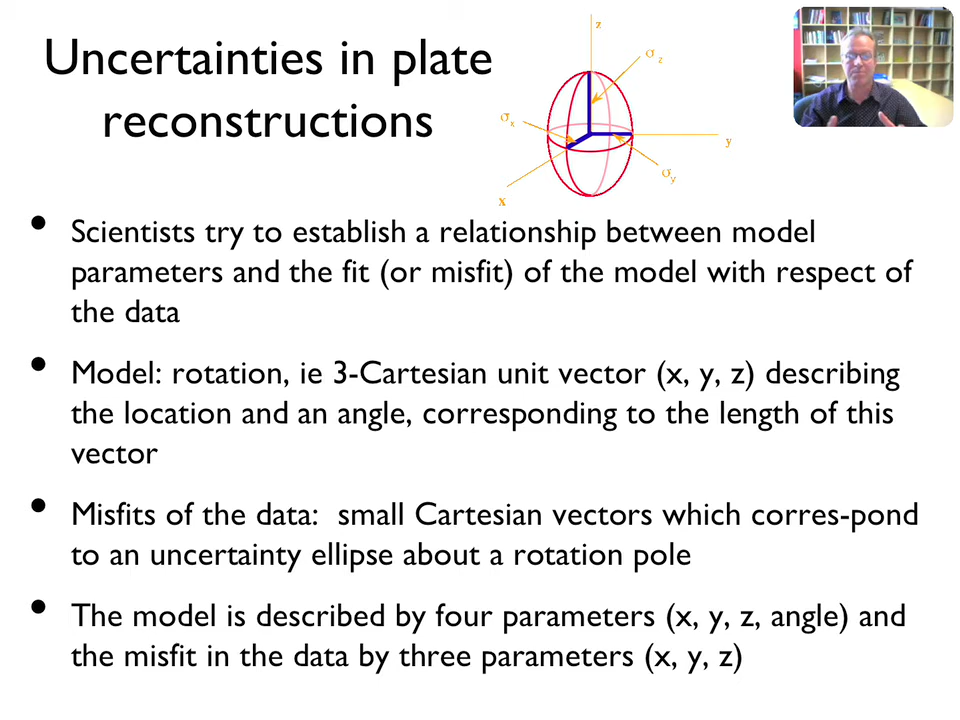 Uncertainties in plate
reconstructions
z
σ z
σx
y
σy
x
• Scientists try to establish a relationship between model
parameters and the fit (or misfit) of the model with respect of
the data
• Model: rotation, ie 3-Cartesian unit vector (x, y, z) describing
the location and an angle, corresponding to the length of this
vector
• Misfits of the data:  small Cartesian vectors which corres-pond
to an uncertainty ellipse about a rotation pole
• The model is described by four parameters (x, y, z, angle) and
the misfit in the data by three parameters (x, y, z)